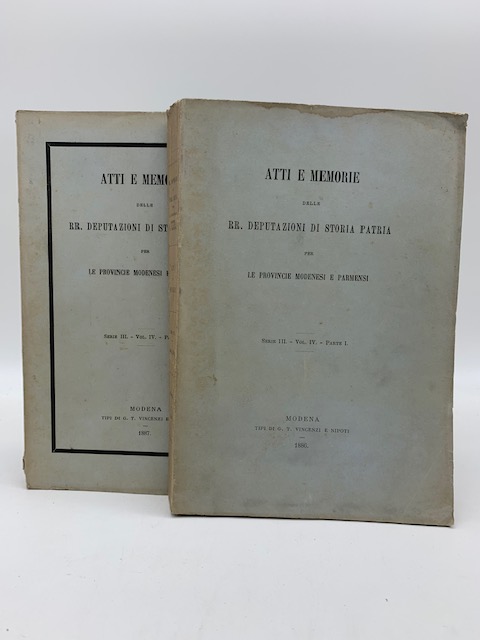 ATTI E MEMO
DELLE
RR. DEPUTAZIONI DI ST
PER
LE PROVINCIE MODENESI E
SERIE III. - VOL. IV. - P
MODENA
TIPI DI G. T. VINCENZI E
1887.
ATTI E MEMORIE
DELLE
RR. DEPUTAZIONI DI STORIA PATRIA
PER
LE PROVINCIE MODENESI E PARMENSI
SERIE III. - VOL. IV. - PARTE I.
MODENA
TIPI DI G. T. VINCENZI E NIPOTI
1886.